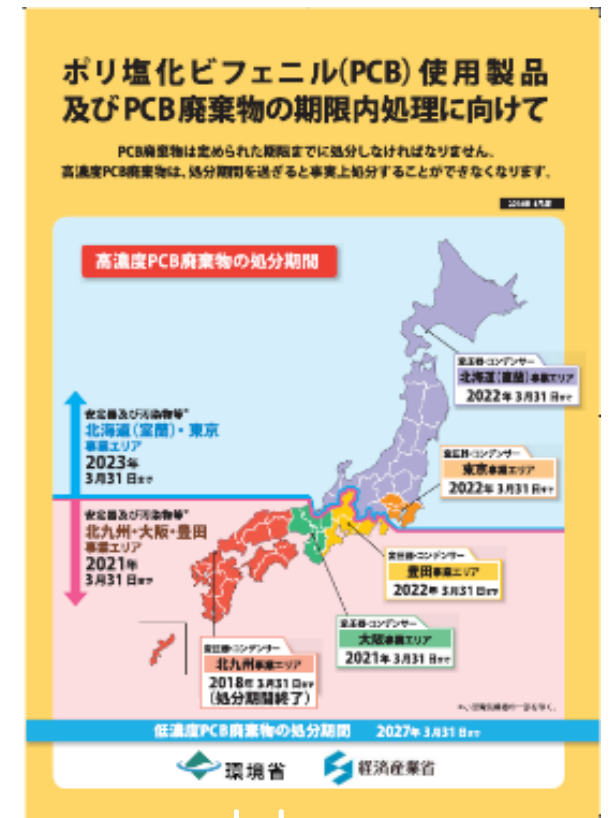 ポリ塩化ビフェニル(PCB)使用製品
及びPCB廃棄物の期限内処理に向けて
PCB廃棄物は定められた期限までに処分しなければなりません。
高濃度PCB廃棄物は、処分期間を過ぎると事実上処分することができなくなります。
高濃度PCB廃棄物の処分期間
変圧器・コンデンサー
北海道(室蘭)事業エリア
2022年 3月31日まで
安定器及び汚染物等*
北海道(室蘭)・東京
事業エリア
2023年
3月31日まで
変圧器・コンデンサー
東京事業エリア
2022年 3月31日まで
安定器及び汚染物等*
北九州・大阪・豊田
事業エリア
2021年
3月31日まで
変圧器・コンデンサー
豊田事業エリア
2022年 3月31日まで
変圧器・コンデンサー
大阪事業エリア
2021年 3月31日まで
変圧器・コンデンサー
北九州事業エリア
2018年 3月31日まで
(処分期間終了)
低濃度PCB廃棄物の処分期間 2027年 3月31日まで
環境省 経済産業省